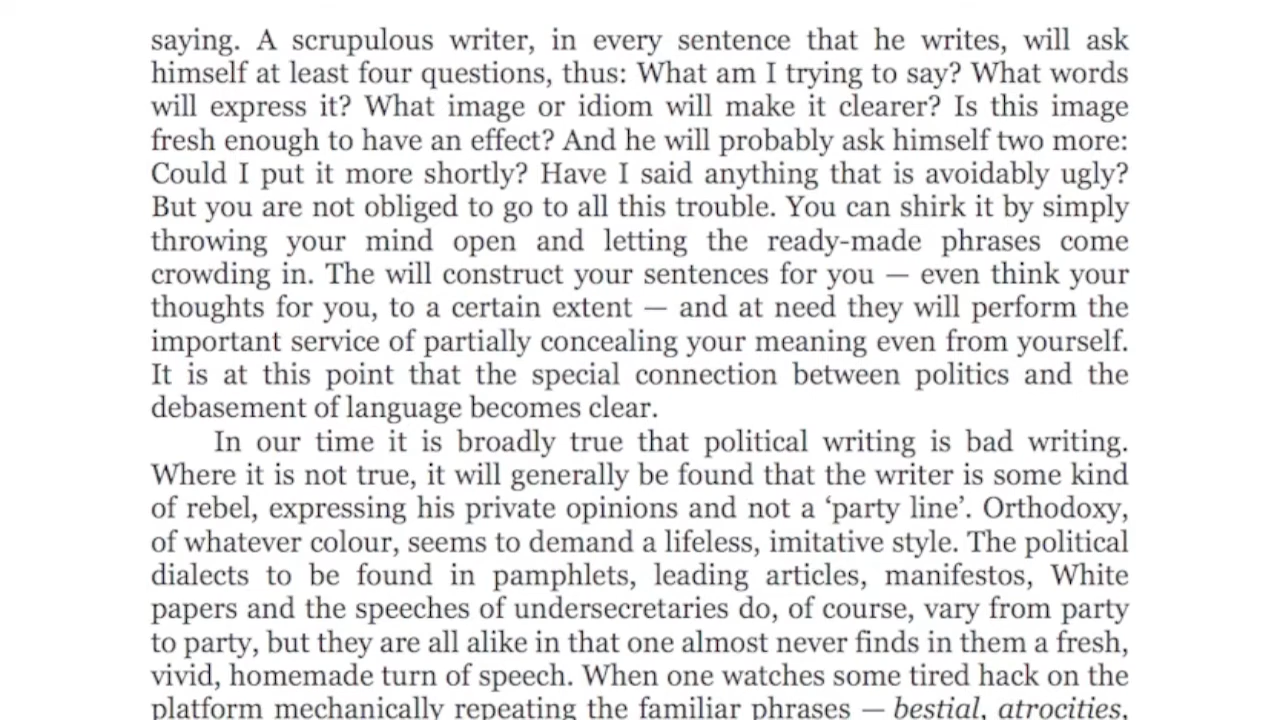 saying. A scrupulous writer, in every sentence that he writes, will ask
himself at least four questions, thus: What am I trying to say? What words
will express it? What image or idiom will make it clearer? Is this image
fresh enough to have an effect? And he will probably ask himself two more:
Could I put it more shortly? Have I said anything that is avoidably ugly?
But you are not obliged to go to all this trouble. You can shirk it by simply
throwing your mind open and letting the ready-made phrases come
crowding in. The will construct your sentences for you — even think your
thoughts for you, to a certain extent — and at need they will perform the
important service of partially concealing your meaning even from yourself.
It is at this point that the special connection between politics and the
debasement of language becomes clear.
In our time it is broadly true that political writing is bad writing.
Where it is not true, it will generally be found that the writer is some kind
of rebel, expressing his private opinions and not a ‘party line’. Orthodoxy,
of whatever colour, seems to demand a lifeless, imitative style. The political
dialects to be found in pamphlets, leading articles, manifestos, White
papers and the speeches of undersecretaries do, of course, vary from party
to party, but they are all alike in that one almost never finds in them a fresh,
vivid, homemade turn of speech. When one watches some tired hack on the
platform mechanically repeating the familiar phrases — bestial, atrocities,